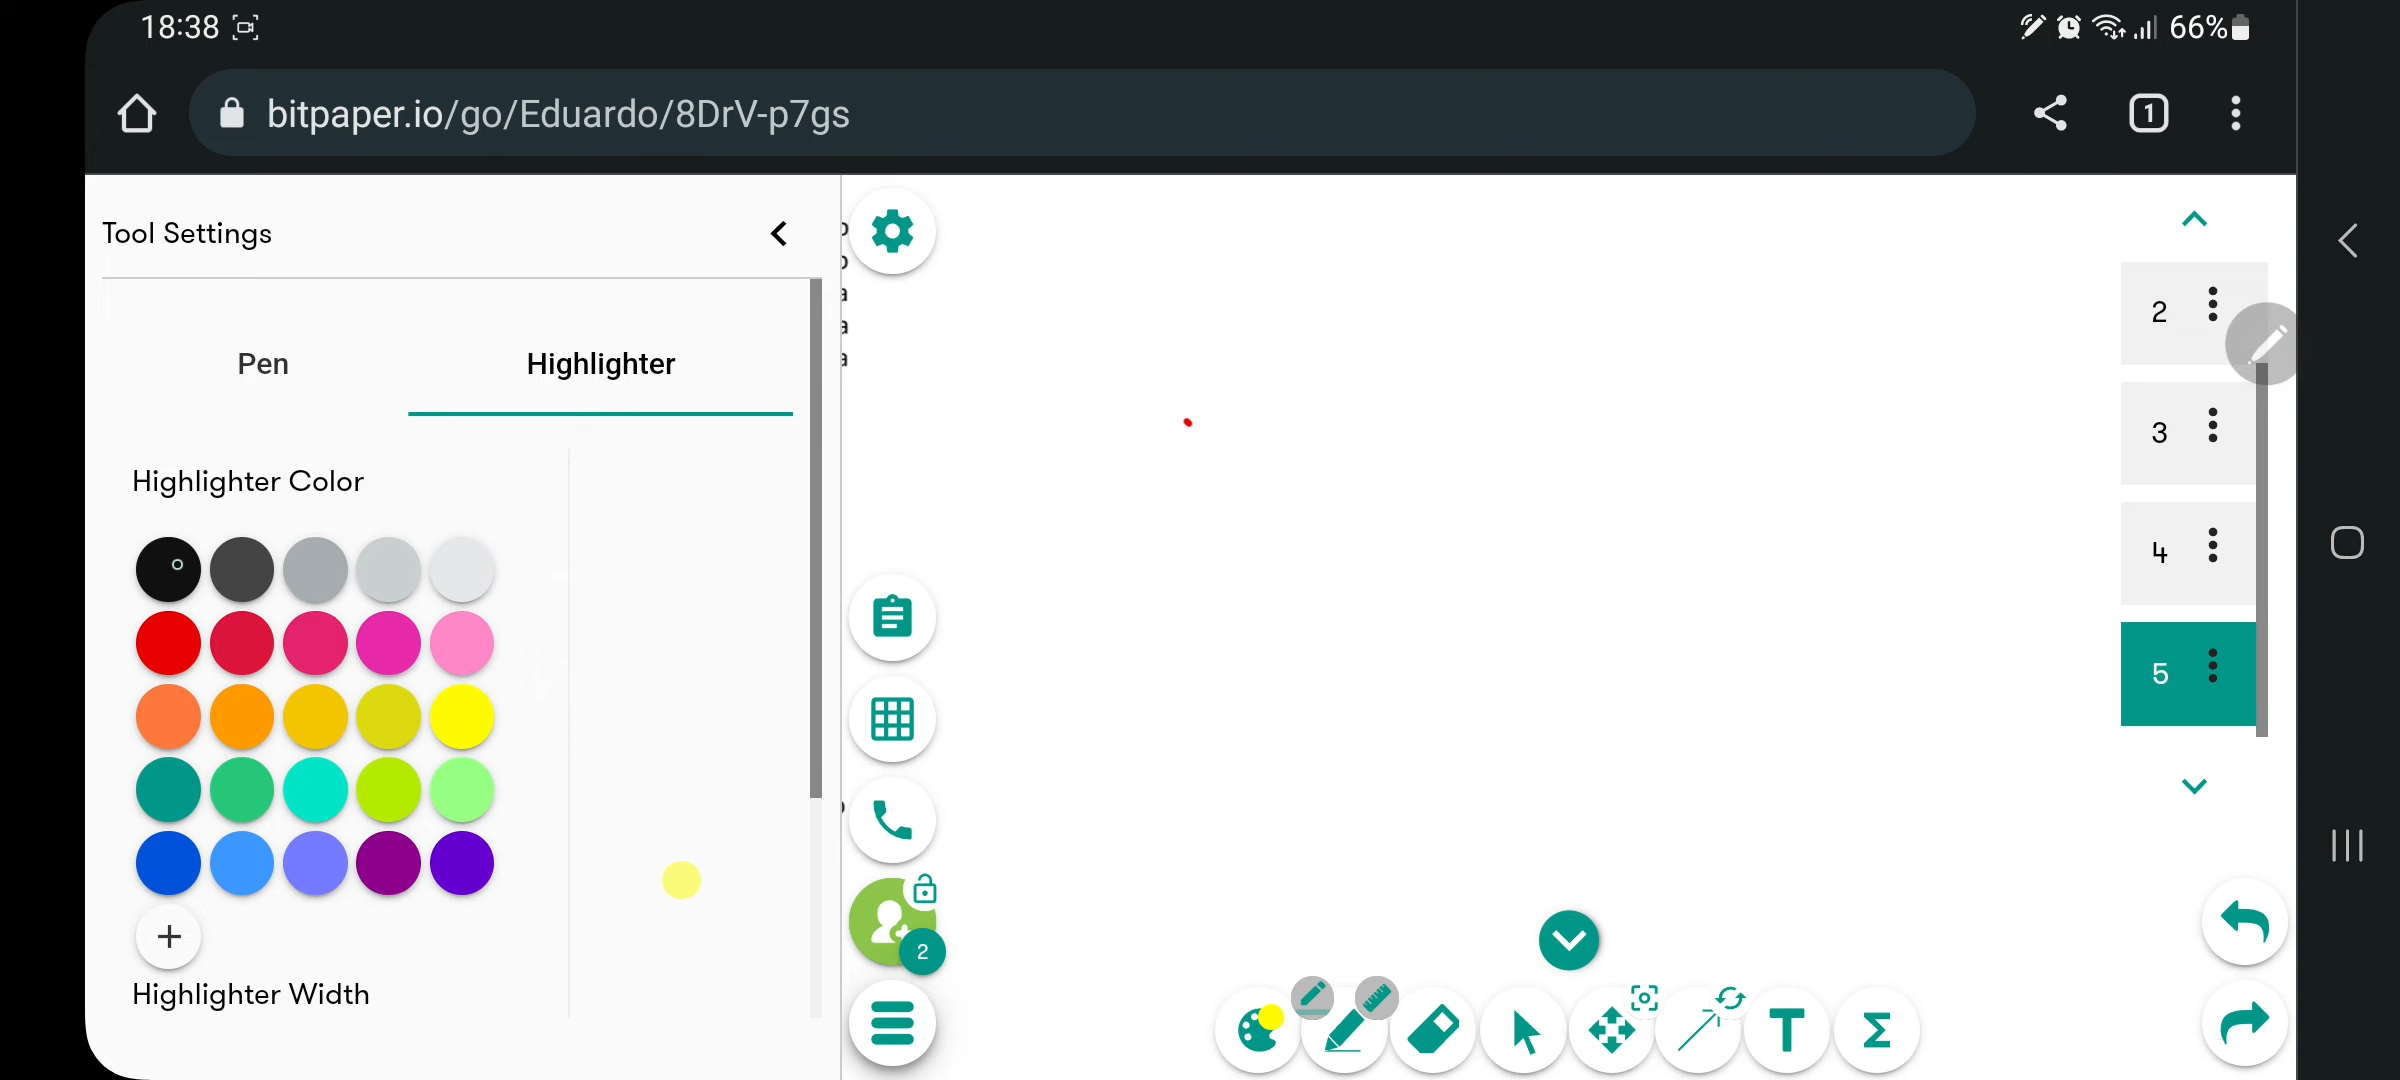 18:38
66%
bitpaper.io/go/Eduardo/8DrV-p7gs
1
Tool Settings
Pen
Highlighter
Highlighter Color
+
Highlighter Width
2
2
3
4
5
T
Σ